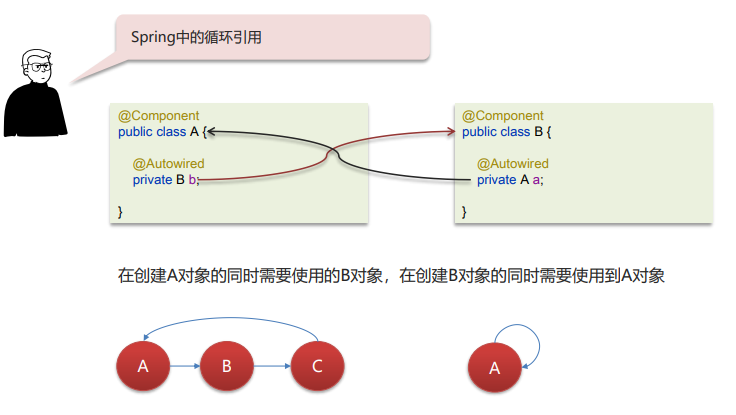 Spring中的循环引用
@Component
public class A {
@Autowired
private B b;
}
@Component
public class B {
@Autowired
private A a;
}
在创建A对象的同时需要使用的B对象，在创建B对象的同时需要使用到A对象
A
B
C
A